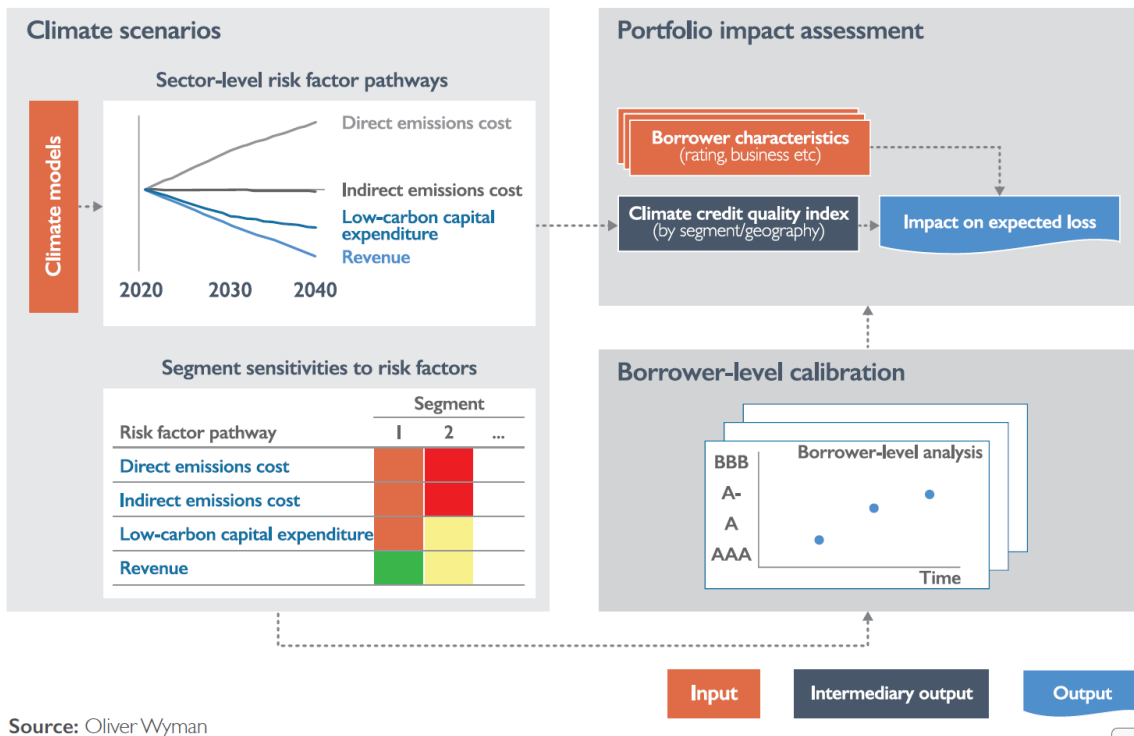 Climate scenarios
Sector-level risk factor pathways
Climate models
Direct emissions cost
Indirect emissions cost
Low-carbon capital
expenditure
Revenue
2020 2030 2040
Segment sensitivities to risk factors
Segment
Risk factor pathway 1 2 ...
Direct emissions cost
Indirect emissions cost
Low-carbon capital expenditure
Revenue
Portfolio impact assessment
Borrower characteristics
(rating, business etc)
Climate credit quality index
(by segment/geography)
Impact on expected loss
Borrower-level calibration
Borrower-level analysis
BBB
A-
A
AAA
Time
Input
Intermediary output
Output
Source: Oliver Wyman